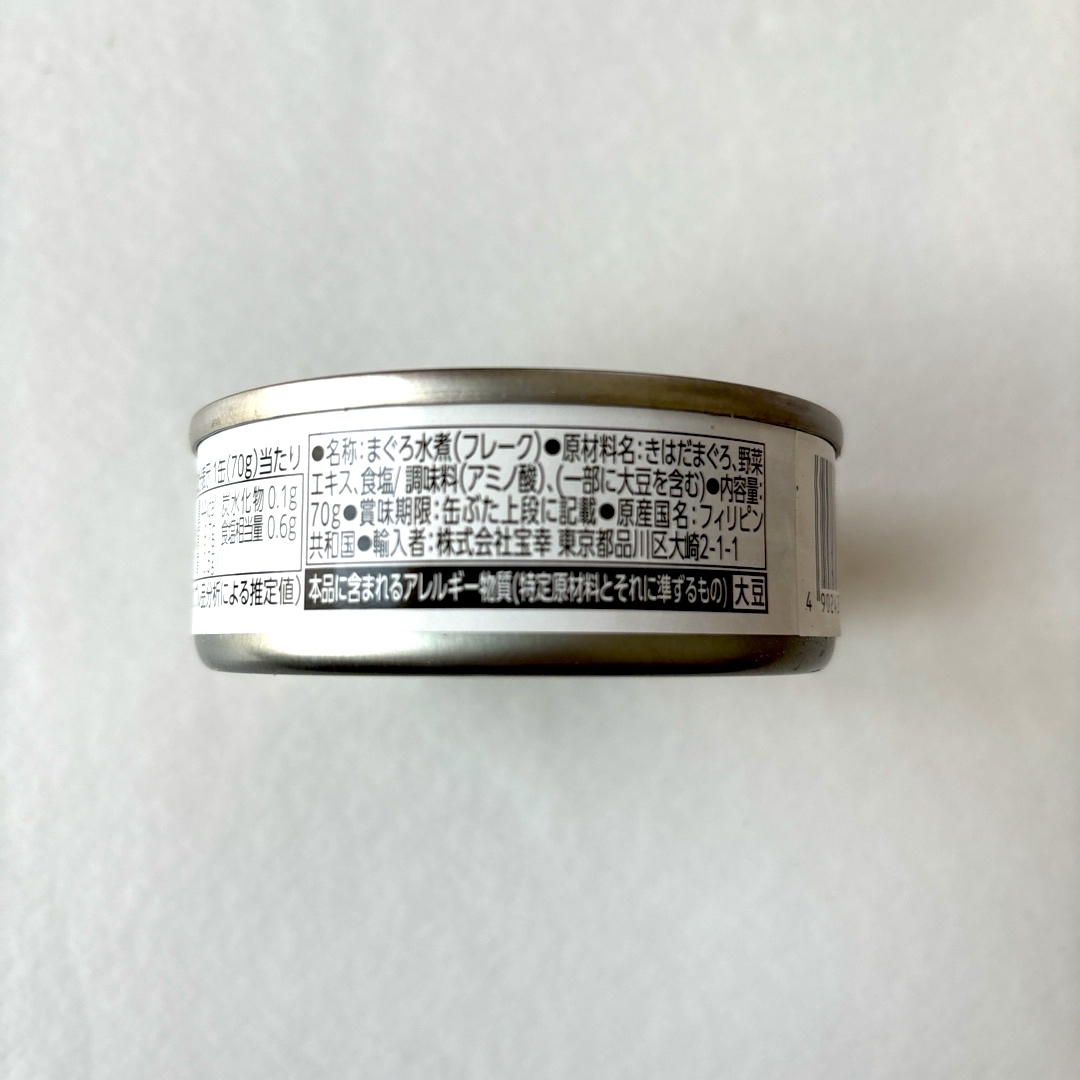 1缶(70g)当たり
炭水化物 0.1g
食塩相当量 0.6g
分析による推定値)
●名称：まぐろ水煮(フレーク)●原材料名：きはだまぐろ、野菜
エキス、食塩/調味料(アミノ酸)、(一部に大豆を含む)●内容量：
70g●賞味期限：缶ぶた上段に記載●原産国名：フィリピン
共和国●輸入者：株式会社宝幸 東京都品川区大崎2-1-1
本品に含まれるアレルギー物質(特定原材料とそれに準ずるもの) 大豆
4 902